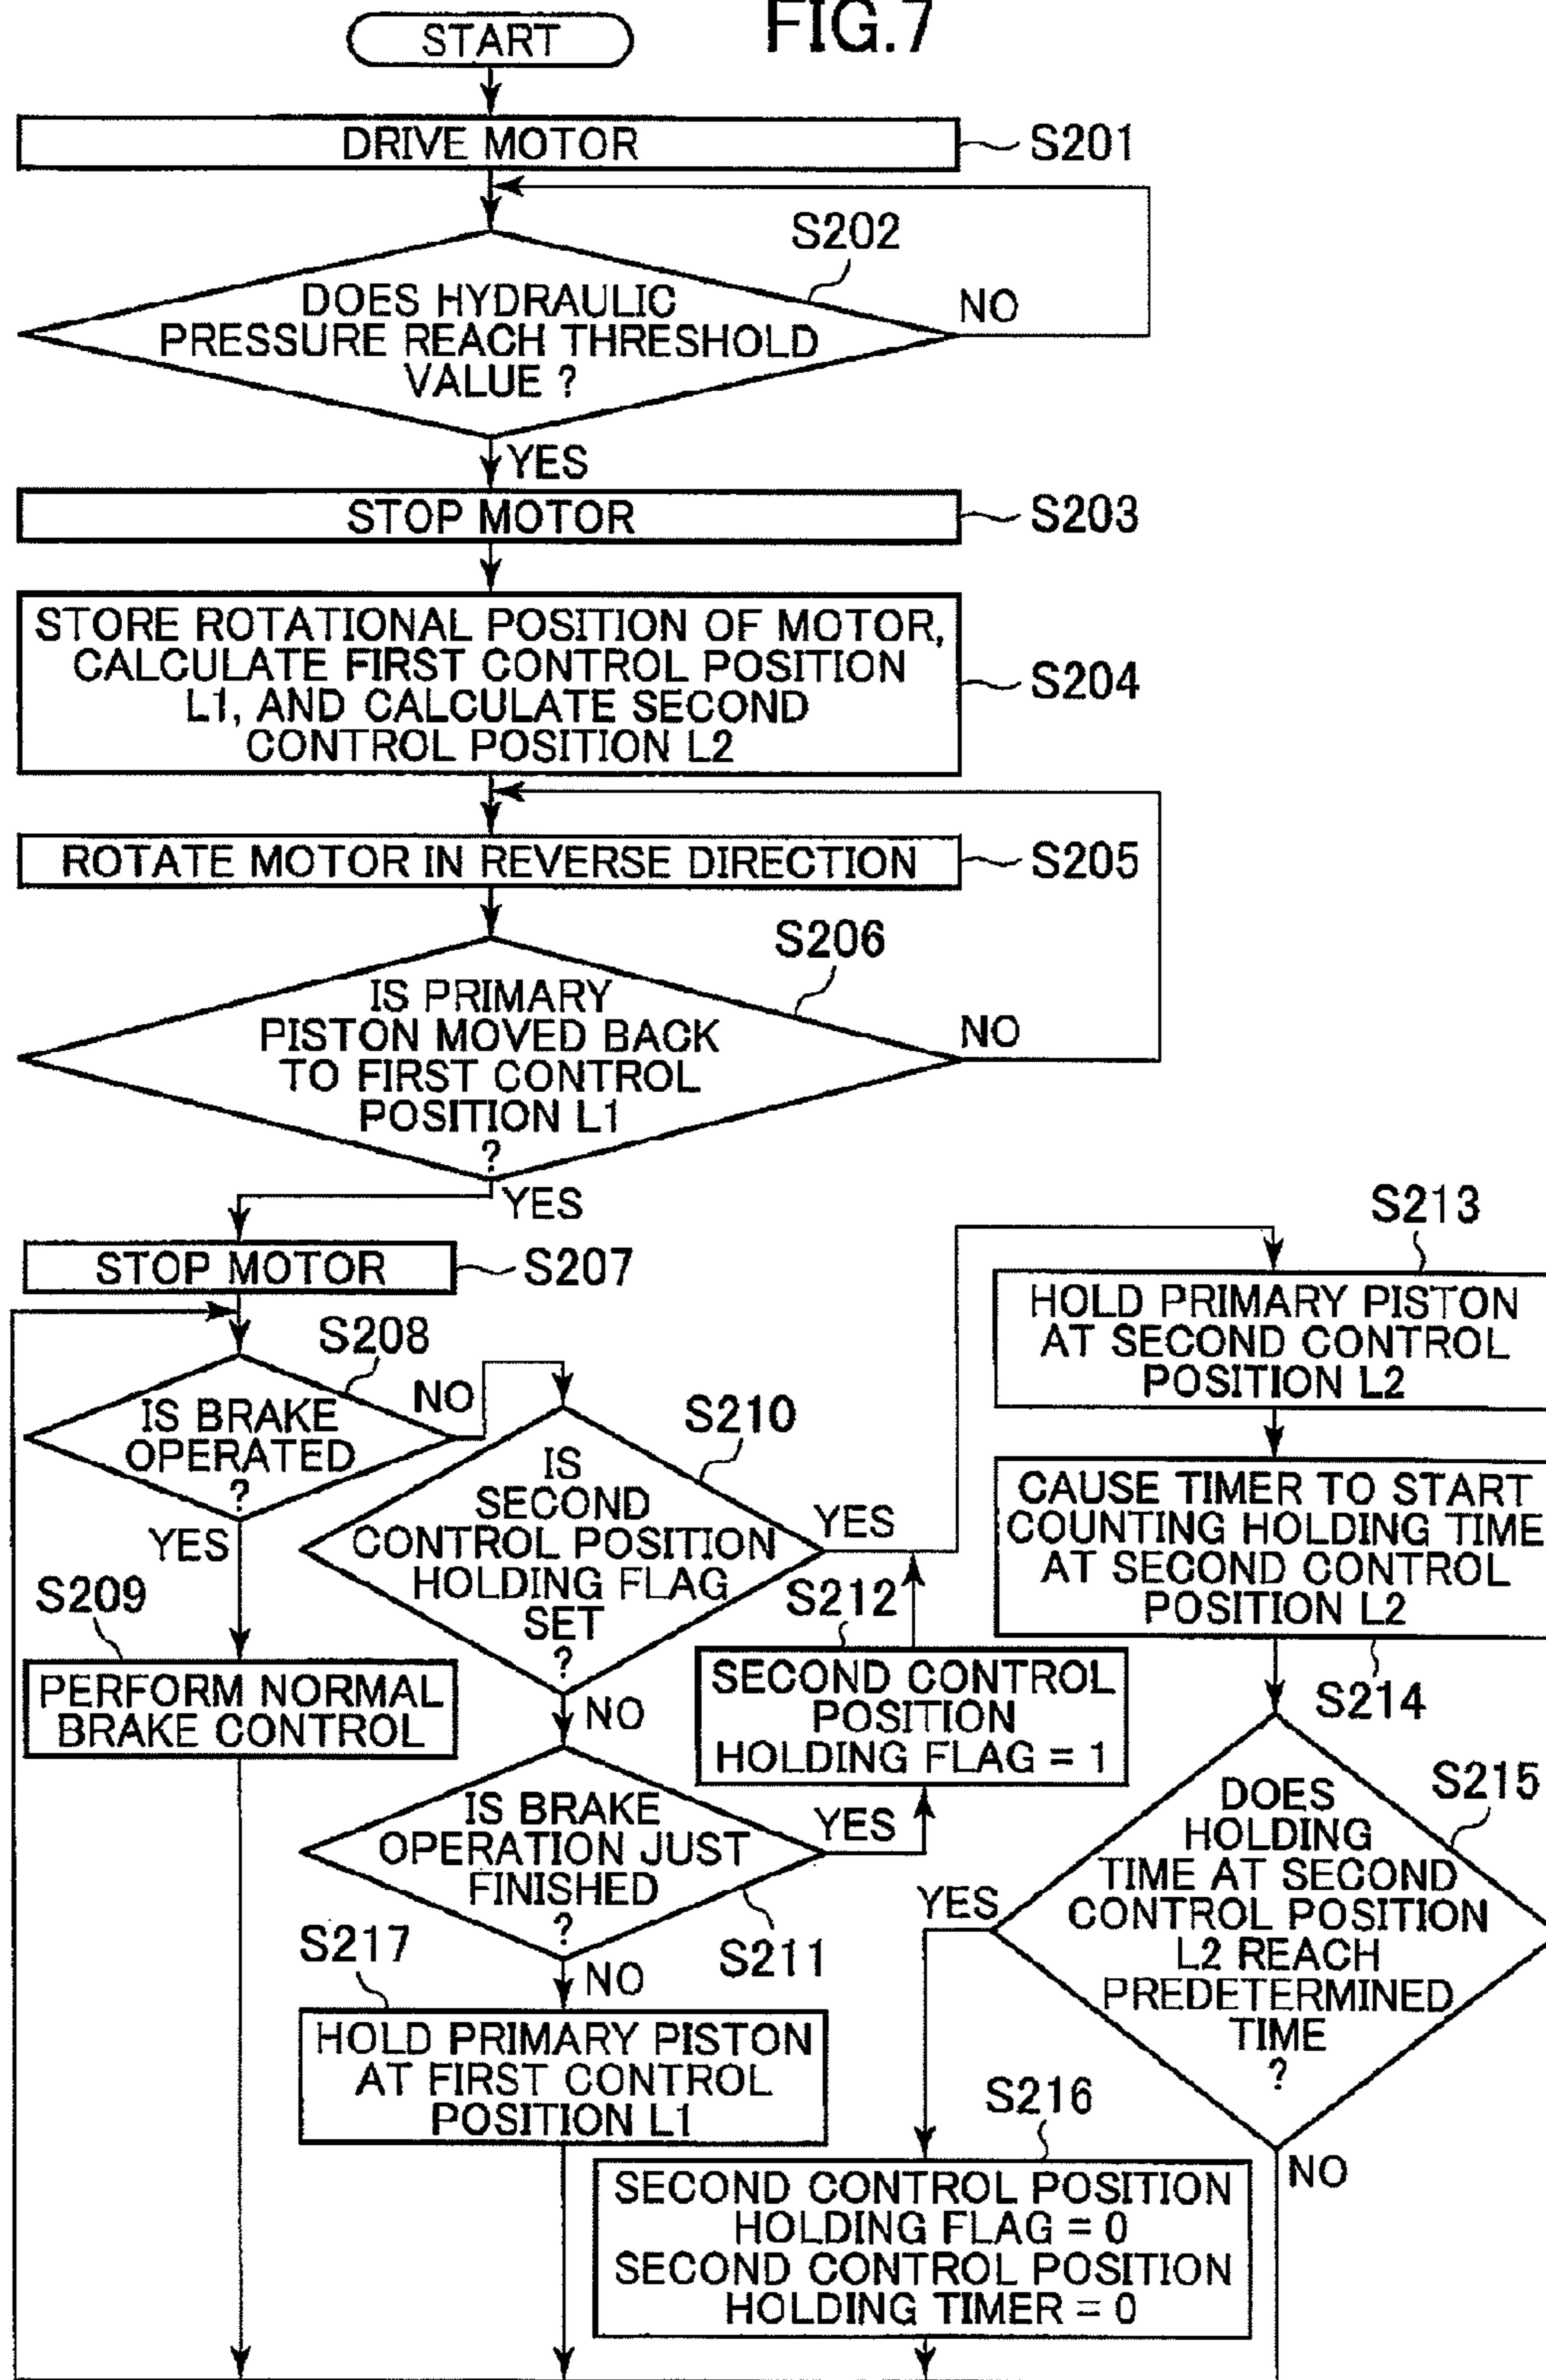 FIG.7
START
DRIVE MOTOR
S201
S202
DOES HYDRAULIC
PRESSURE REACH THRESHOLD
VALUE ?
NO
YES
STOP MOTOR
S203
STORE ROTATIONAL POSITION OF MOTOR,
CALCULATE FIRST CONTROL POSITION
L1, AND CALCULATE SECOND
CONTROL POSITION L2
S204
ROTATE MOTOR IN REVERSE DIRECTION
S205
S206
IS PRIMARY
PISTON MOVED BACK
TO FIRST CONTROL
POSITION L1
?
NO
YES
STOP MOTOR
S207
S208
IS BRAKE
OPERATED
?
NO
YES
S209
PERFORM NORMAL
BRAKE CONTROL
S210
IS
SECOND
CONTROL POSITION
HOLDING FLAG
SET
?
YES
NO
S212
SECOND CONTROL
POSITION
HOLDING FLAG = 1
IS BRAKE
OPERATION JUST
FINISHED
?
YES
S211
NO
S217
HOLD PRIMARY PISTON
AT FIRST CONTROL
POSITION L1
S213
HOLD PRIMARY PISTON
AT SECOND CONTROL
POSITION L2
CAUSE TIMER TO START
COUNTING HOLDING TIME
AT SECOND CONTROL
POSITION L2
S214
S215
DOES
HOLDING
TIME AT SECOND
CONTROL POSITION
L2 REACH
PREDETERMINED
TIME
?
YES
NO
S216
SECOND CONTROL POSITION
HOLDING FLAG = 0
SECOND CONTROL POSITION
HOLDING TIMER = 0